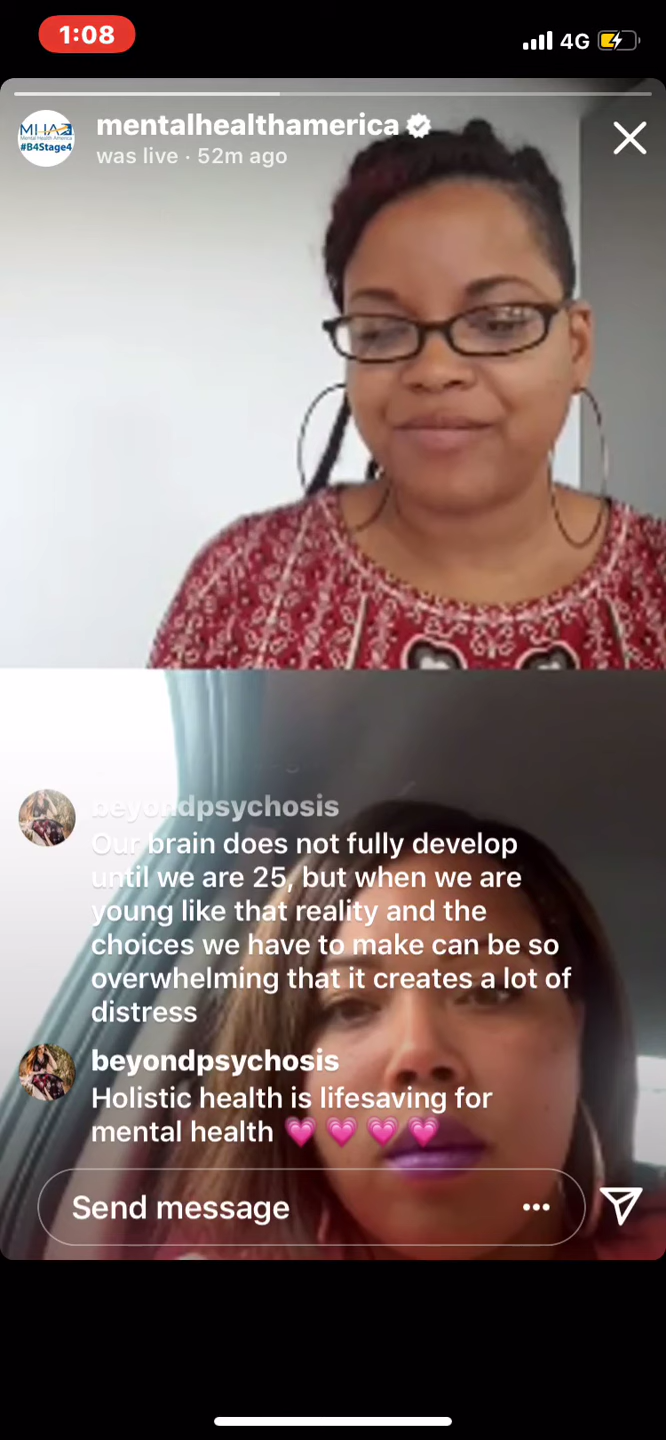 1:08
4G
MHA
Mental Health America
#B4Stage4
mentalhealthamerica
was live · 52m ago
beyondpsychosis
Our brain does not fully develop
until we are 25, but when we are
young like that reality and the
choices we have to make can be so
overwhelming that it creates a lot of
distress
beyondpsychosis
Holistic health is lifesaving for
mental health 💗 💗 💗 💗
Send message